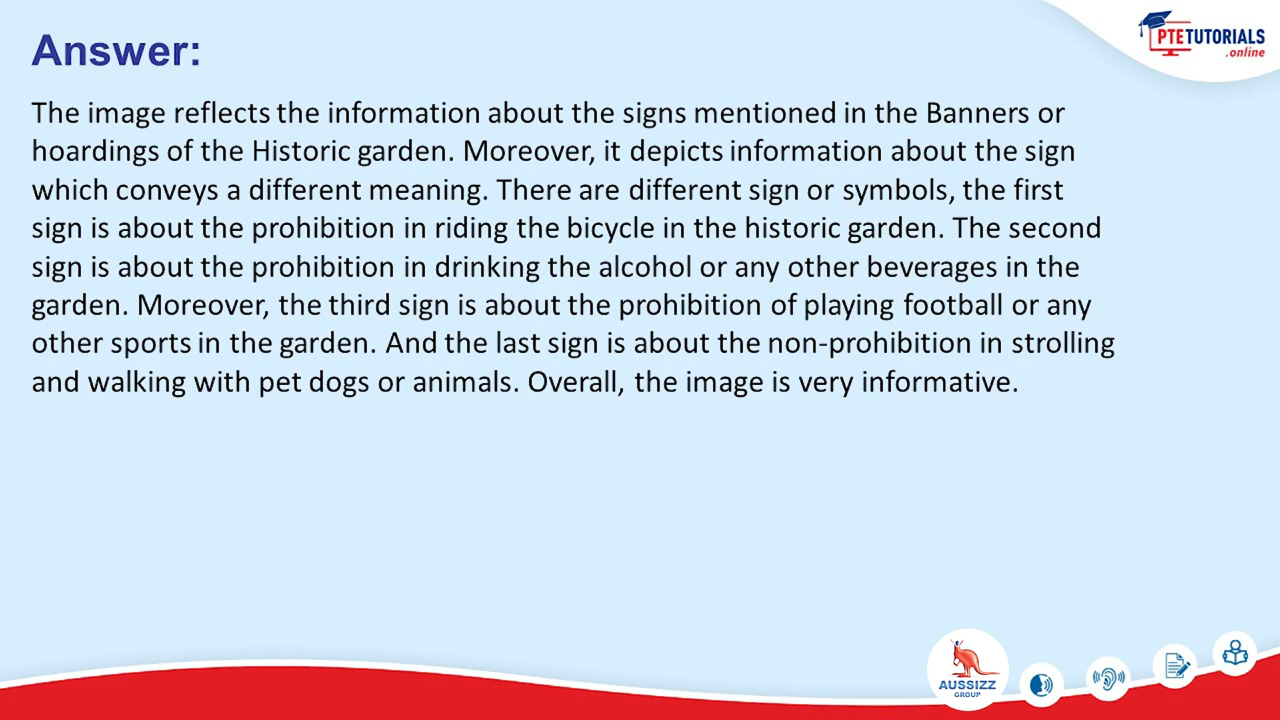 Answer:
PTETUTORIALS
.online
The image reflects the information about the signs mentioned in the Banners or
hoardings of the Historic garden. Moreover, it depicts information about the sign
which conveys a different meaning. There are different sign or symbols, the first
sign is about the prohibition in riding the bicycle in the historic garden. The second
sign is about the prohibition in drinking the alcohol or any other beverages in the
garden. Moreover, the third sign is about the prohibition of playing football or any
other sports in the garden. And the last sign is about the non-prohibition in strolling
and walking with pet dogs or animals. Overall, the image is very informative.
AUSSIZZ
GROUP